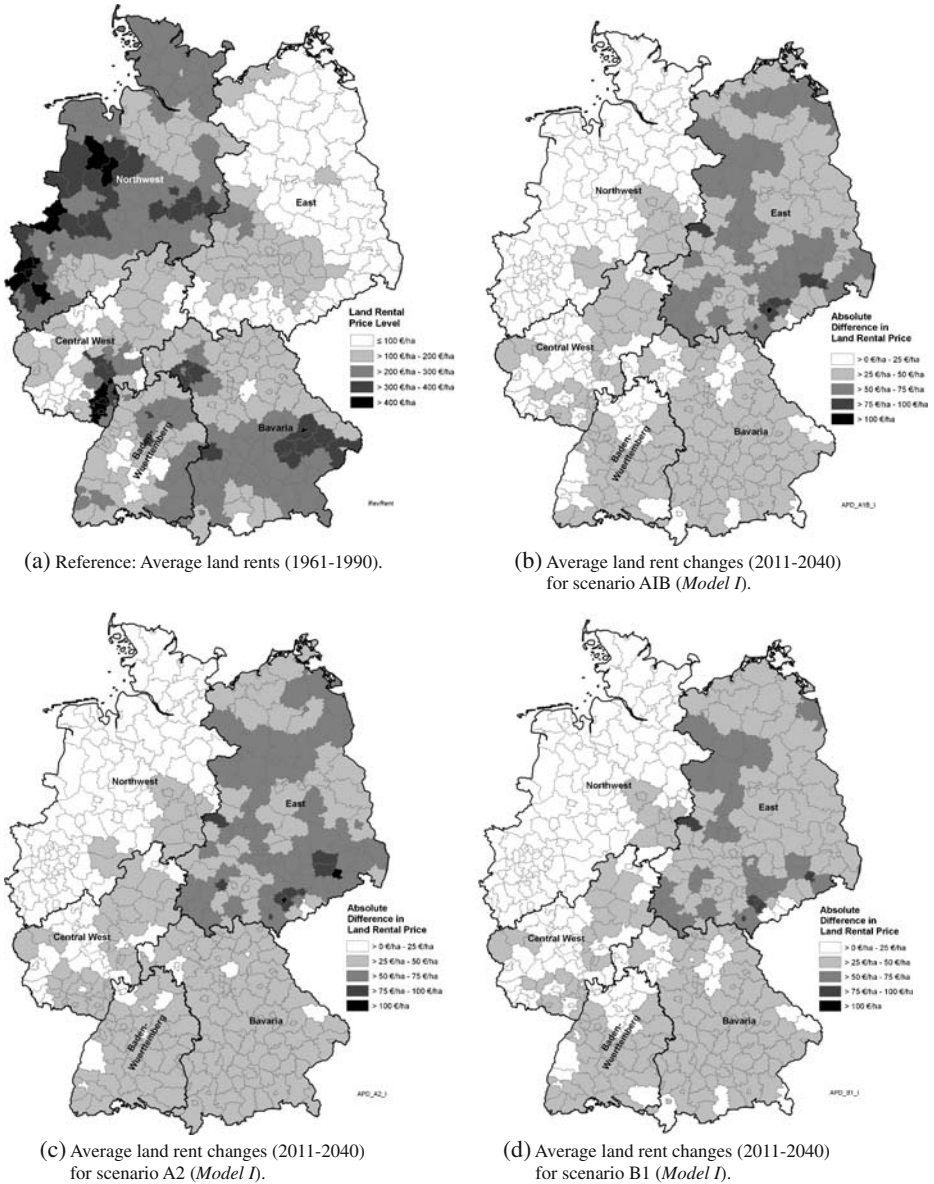 Northwest
East
Central West
Baden-
Wuerttemberg
Bavaria
Land Rental
Price Level
≤ 100 €/ha
> 100 €/ha - 200 €/ha
> 200 €/ha - 300 €/ha
> 300 €/ha - 400 €/ha
> 400 €/ha
RevRent
(a) Reference: Average land rents (1961-1990).
Northwest
East
Central West
Baden-
Wuerttemberg
Bavaria
Absolute
Difference in
Land Rental Price
> 0 €/ha - 25 €/ha
> 25 €/ha - 50 €/ha
> 50 €/ha - 75 €/ha
> 75 €/ha - 100 €/ha
> 100 €/ha
APD_A1B_I
(b) Average land rent changes (2011-2040)
for scenario AIB (Model I).
Northwest
East
Central West
Baden-
Wuerttemberg
Bavaria
Absolute
Difference in
Land Rental Price
> 0 €/ha - 25 €/ha
> 25 €/ha - 50 €/ha
> 50 €/ha - 75 €/ha
> 75 €/ha - 100 €/ha
> 100 €/ha
APD_A2_I
(c) Average land rent changes (2011-2040)
for scenario A2 (Model I).
Northwest
East
Central West
Baden-
Wuerttemberg
Bavaria
Absolute
Difference in
Land Rental Price
> 0 €/ha - 25 €/ha
> 25 €/ha - 50 €/ha
> 50 €/ha - 75 €/ha
> 75 €/ha - 100 €/ha
> 100 €/ha
APD_B1_I
(d) Average land rent changes (2011-2040)
for scenario B1 (Model I).